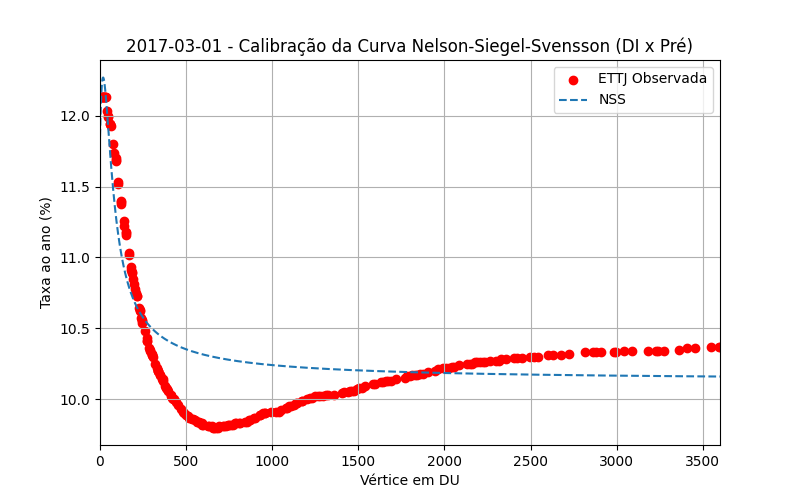 2017-03-01 - Calibração da Curva Nelson-Siegel-Svensson (DI x Pré)
ETTJ Observada
NSS
Taxa ao ano (%)
12.0
11.5
11.0
10.5
10.0
0 500 1000 1500 2000 2500 3000 3500
Vértice em DU